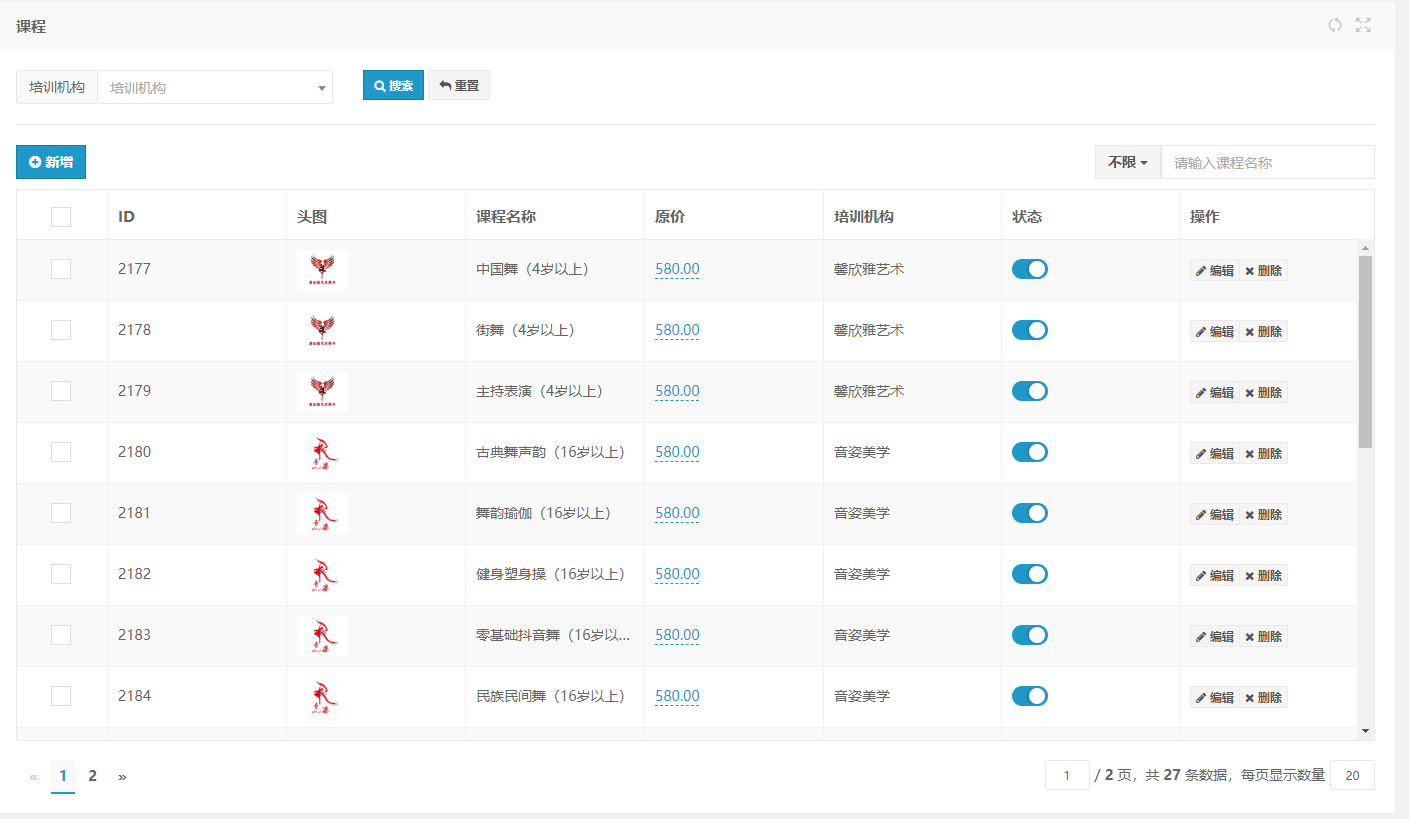 课程
培训机构 培训机构 搜索 重置
新增 不限 请输入课程名称
ID 头图 课程名称 原价 培训机构 状态 操作
2177 中国舞（4岁以上） 580.00 馨欣雅艺术 编辑 删除
2178 街舞（4岁以上） 580.00 馨欣雅艺术 编辑 删除
2179 主持表演（4岁以上） 580.00 馨欣雅艺术 编辑 删除
2180 古典舞声韵（16岁以上） 580.00 音姿美学 编辑 删除
2181 舞韵瑜伽（16岁以上） 580.00 音姿美学 编辑 删除
2182 健身塑身操（16岁以上） 580.00 音姿美学 编辑 删除
2183 零基础抖音舞（16岁以... 580.00 音姿美学 编辑 删除
2184 民族民间舞（16岁以上） 580.00 音姿美学 编辑 删除
« 1 2 » 1 / 2 页，共 27 条数据，每页显示数量 20